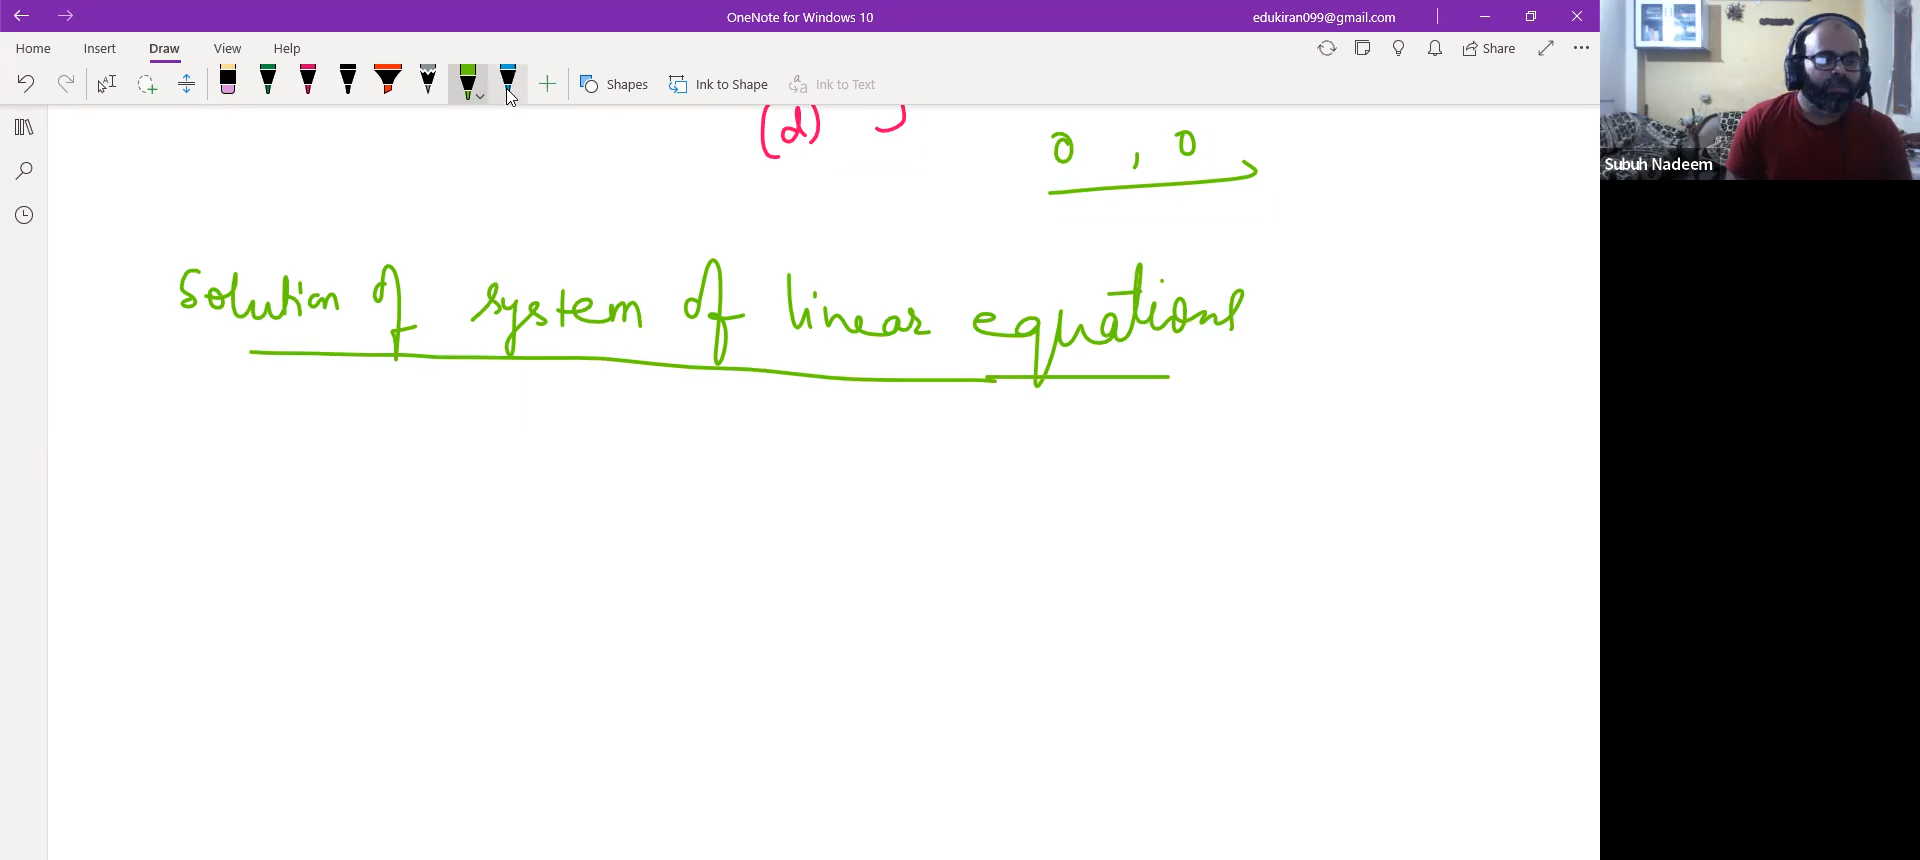 OneNote for Windows 10
edukiran099@gmail.com
Home Insert Draw View Help
Share
Shapes Ink to Shape Ink to Text
Subuh Nadeem
(d)
0 , 0
Solution of system of linear equations